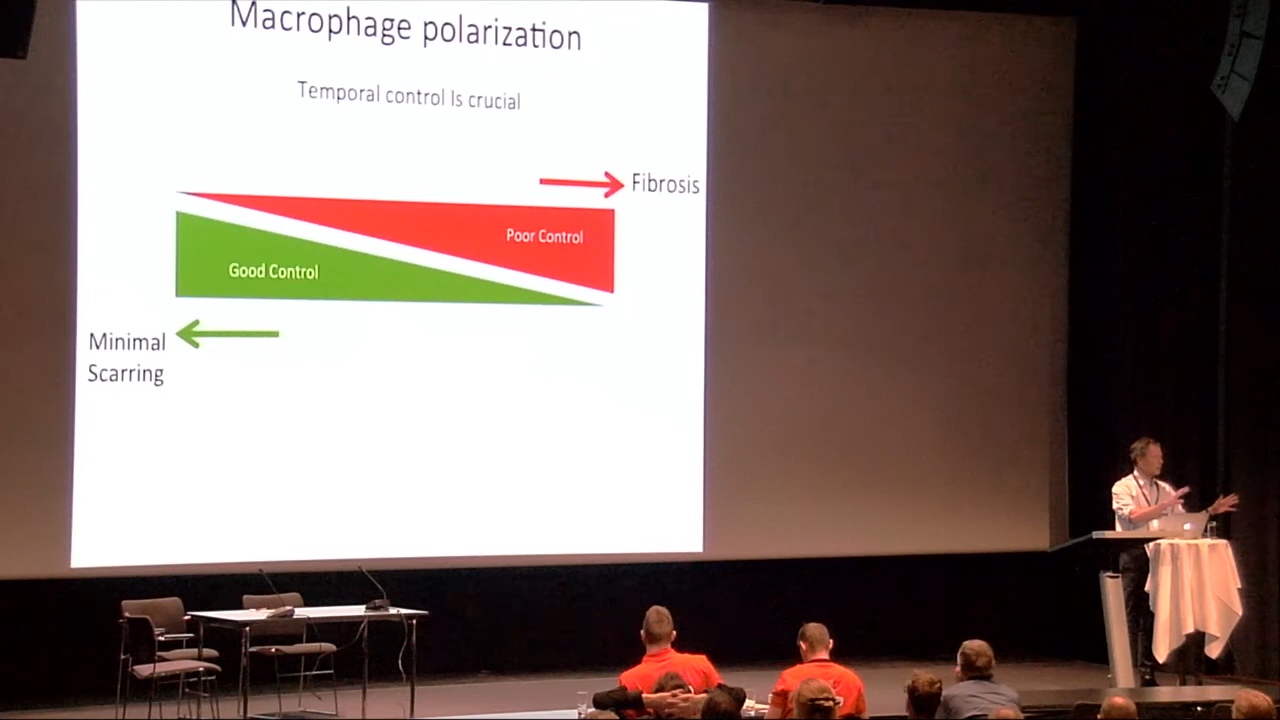 Macrophage polarization
Temporal control Is crucial
Fibrosis
Poor Control
Good Control
Minimal
Scarring